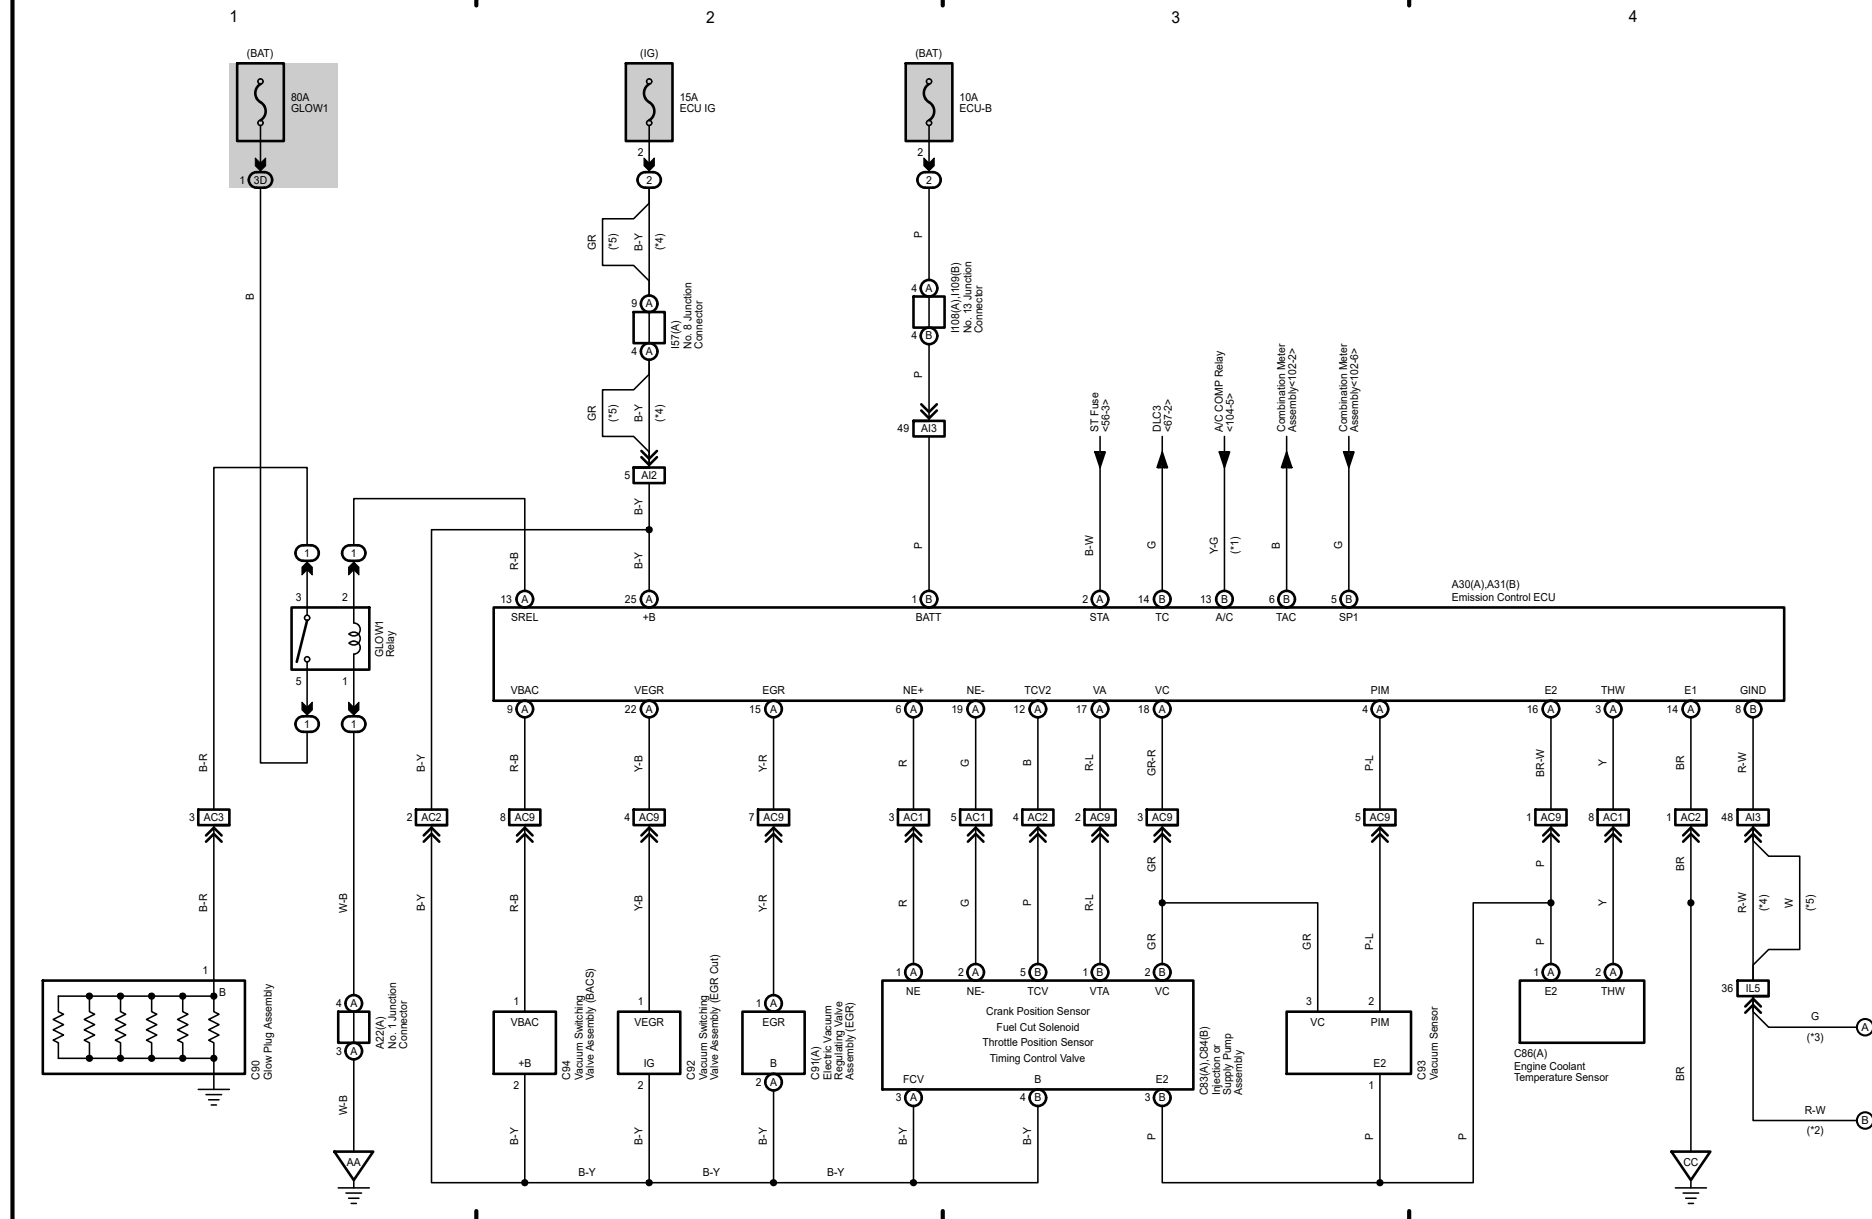 1
2
3
4
(BAT)
80A
GLOW1
1
3D
B
(IG)
15A
ECU IG
2
2
GR
(*5)
B-Y
(*4)
9
A
4
A
I57(A)
No. 8 Junction
Connector
GR
(*5)
B-Y
(*4)
5
AI2
B-Y
B-Y
(BAT)
10A
ECU-B
2
2
P
4
A
4
B
I108(A),I109(B)
No. 13 Junction
Connector
P
49
AI3
P
ST Fuse
<56-3>
DLC3
<67-2>
A/C COMP Relay
<104-5>
Combination Meter
Assembly<102-2>
Combination Meter
Assembly<102-6>
B-W
G
Y-G
(*1)
B
G
R-B
1
1
3
2
GLOW1
Relay
5
1
1
1
A30(A),A31(B)
Emission Control ECU
13 A
25 A
1 B
2 A
14 B
13 B
6 B
5 B
SREL
+B
BATT
STA
TC
A/C
TAC
SP1
VBAC
VEGR
EGR
NE+
NE-
TCV2
VA
VC
PIM
E2
THW
E1
GIND
9 A
22 A
15 A
6 A
19 A
12 A
17 A
18 A
4 A
16 A
3 A
14 A
8 B
B-R
B-Y
R-B
Y-B
Y-R
R
G
B
R-L
GR-R
P-L
BR-W
Y
BR
R-W
3 AC3
2 AC2
8 AC9
4 AC9
7 AC9
3 AC1
5 AC1
4 AC2
2 AC9
3 AC9
5 AC9
1 AC9
8 AC1
1 AC2
48 AI3
GR
P
BR
B-R
W-B
B-Y
R-B
Y-B
Y-R
R
G
P
R-L
GR
GR
P-L
P
Y
R-W
(*4)
W
(*5)
1
B
C90
Glow Plug Assembly
4 A
3 A
A22(A)
No. 1 Junction
Connector
W-B
AA
1
VBAC
+B
2
C94
Vacuum Switching
Valve Assembly (BACS)
1
VEGR
IG
2
C92
Vacuum Switching
Valve Assembly (EGR Cut)
1 A
EGR
B
2 A
C91(A)
Electric Vacuum
Regulating Valve
Assembly (EGR)
1 A
2 A
5 B
1 B
2 B
NE
NE-
TCV
VTA
VC
Crank Position Sensor
Fuel Cut Solenoid
Throttle Position Sensor
Timing Control Valve
FCV
B
E2
3 A
4 B
3 B
C83(A),C84(B)
Injection or
Supply Pump
Assembly
3
2
VC
PIM
E2
1
C93
Vacuum Sensor
1 A
2 A
E2
THW
C86(A)
Engine Coolant
Temperature Sensor
36 IL5
G
(*3)
A
R-W
(*2)
B
BR
CC
B-Y
B-Y
B-Y
B-Y
B-Y
P
P
P
B-Y
B-Y
B-Y